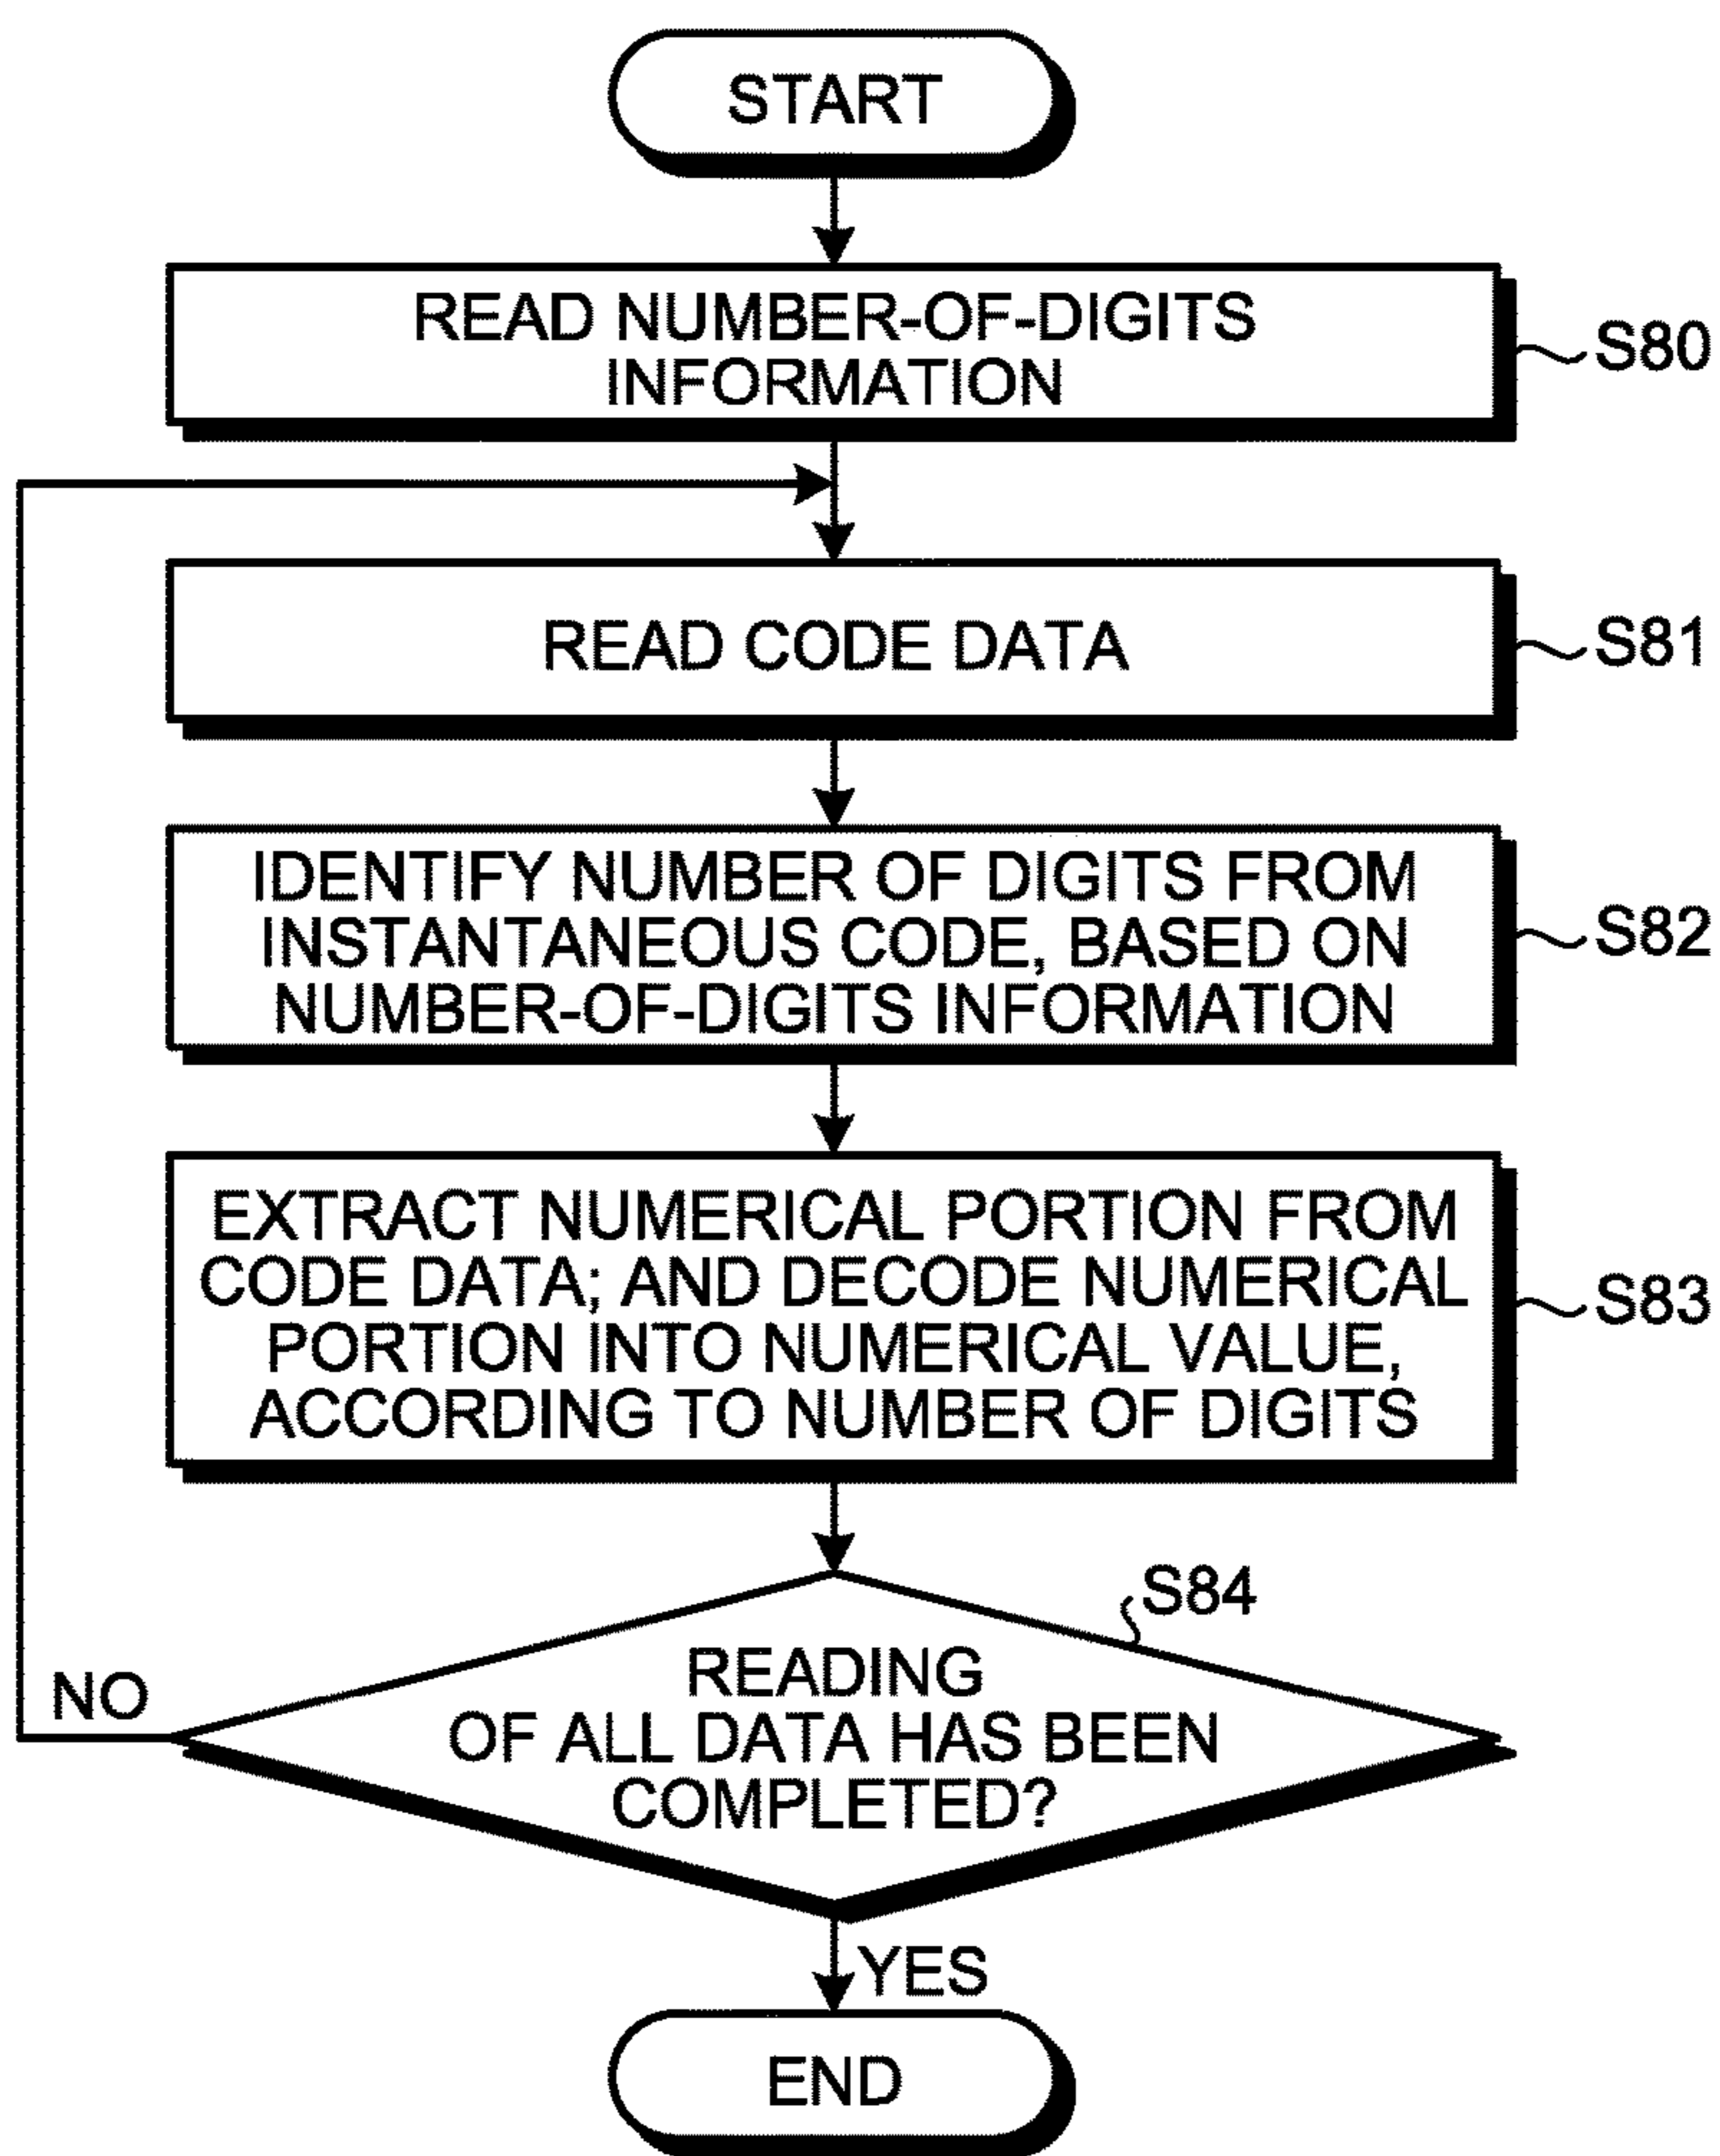 START
READ NUMBER-OF-DIGITS
INFORMATION
S80
READ CODE DATA
S81
IDENTIFY NUMBER OF DIGITS FROM
INSTANTANEOUS CODE, BASED ON
NUMBER-OF-DIGITS INFORMATION
S82
EXTRACT NUMERICAL PORTION FROM
CODE DATA; AND DECODE NUMERICAL
PORTION INTO NUMERICAL VALUE,
ACCORDING TO NUMBER OF DIGITS
S83
S84
READING
OF ALL DATA HAS BEEN
COMPLETED?
NO
YES
END